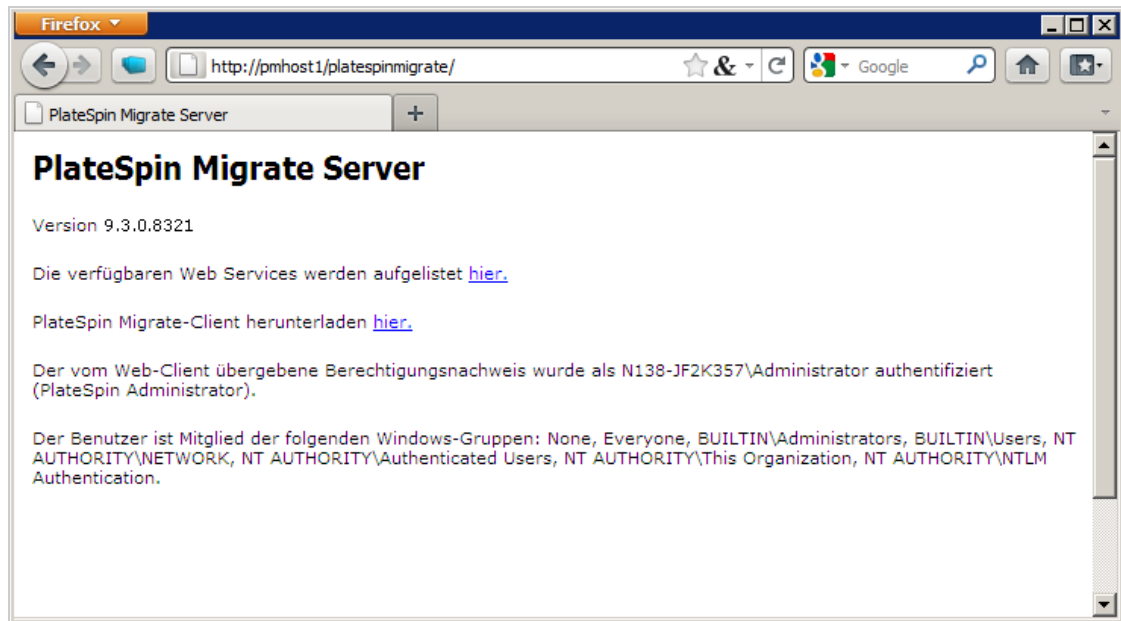 Firefox
http://pmhost1/platespinmigrate/
Google
PlateSpin Migrate Server
PlateSpin Migrate Server
Version 9.3.0.8321
Die verfügbaren Web Services werden aufgelistet hier.
PlateSpin Migrate-Client herunterladen hier.
Der vom Web-Client übergebene Berechtigungsnachweis wurde als N138-JF2K357\Administrator authentifiziert
(PlateSpin Administrator).
Der Benutzer ist Mitglied der folgenden Windows-Gruppen: None, Everyone, BUILTIN\Administrators, BUILTIN\Users, NT
AUTHORITY\NETWORK, NT AUTHORITY\Authenticated Users, NT AUTHORITY\This Organization, NT AUTHORITY\NTLM
Authentication.